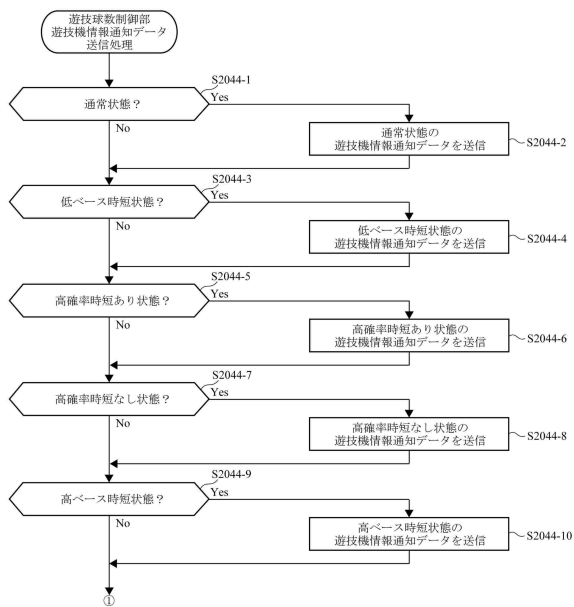 遊技球数制御部
遊技機情報通知データ
送信処理
S2044-1
通常状態？
Yes
No
通常状態の
遊技機情報通知データを送信
S2044-2
S2044-3
低ベース時短状態？
Yes
No
低ベース時短状態の
遊技機情報通知データを送信
S2044-4
S2044-5
高確率時短あり状態？
Yes
No
高確率時短あり状態の
遊技機情報通知データを送信
S2044-6
S2044-7
高確率時短なし状態？
Yes
No
高確率時短なし状態の
遊技機情報通知データを送信
S2044-8
S2044-9
高ベース時短状態？
Yes
No
高ベース時短状態の
遊技機情報通知データを送信
S2044-10
①